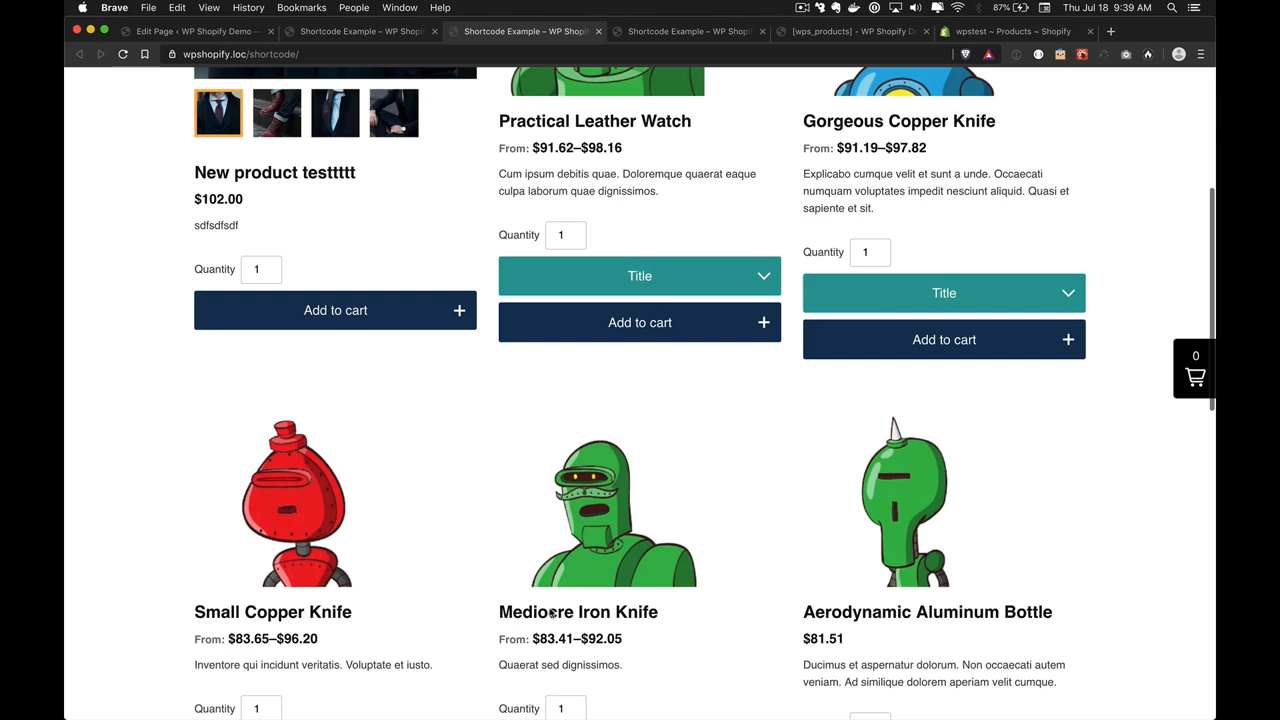 Brave File Edit View History Bookmarks People Window Help 87% Thu Jul 18 9:39 AM
Edit Page ‹ WP Shopify Demo — Shortcode Example – WP Shopif Shortcode Example – WP Shopif Shortcode Example – WP Shopif [wps_products] - WP Shopify D wpstest ~ Products ~ Shopify
wpshopify.loc/shortcode/
New product testtttt
$102.00
sdfsdfsdf
Quantity 1
Add to cart
Practical Leather Watch
From: $91.62–$98.16
Cum ipsum debitis quae. Doloremque quaerat eaque
culpa laborum quae dignissimos.
Quantity 1
Title
Add to cart
Gorgeous Copper Knife
From: $91.19–$97.82
Explicabo cumque velit et sunt a unde. Occaecati
numquam voluptates impedit nesciunt aliquid. Quasi et
sapiente et sit.
Quantity 1
Title
Add to cart
0
Small Copper Knife
From: $83.65–$96.20
Inventore qui incidunt veritatis. Voluptate et iusto.
Quantity 1
Mediocre Iron Knife
From: $83.41–$92.05
Quaerat sed dignissimos.
Quantity 1
Aerodynamic Aluminum Bottle
$81.51
Ducimus et aspernatur dolorum. Non occaecati autem
veniam. Ad similique dolorem aperiam velit cumque.